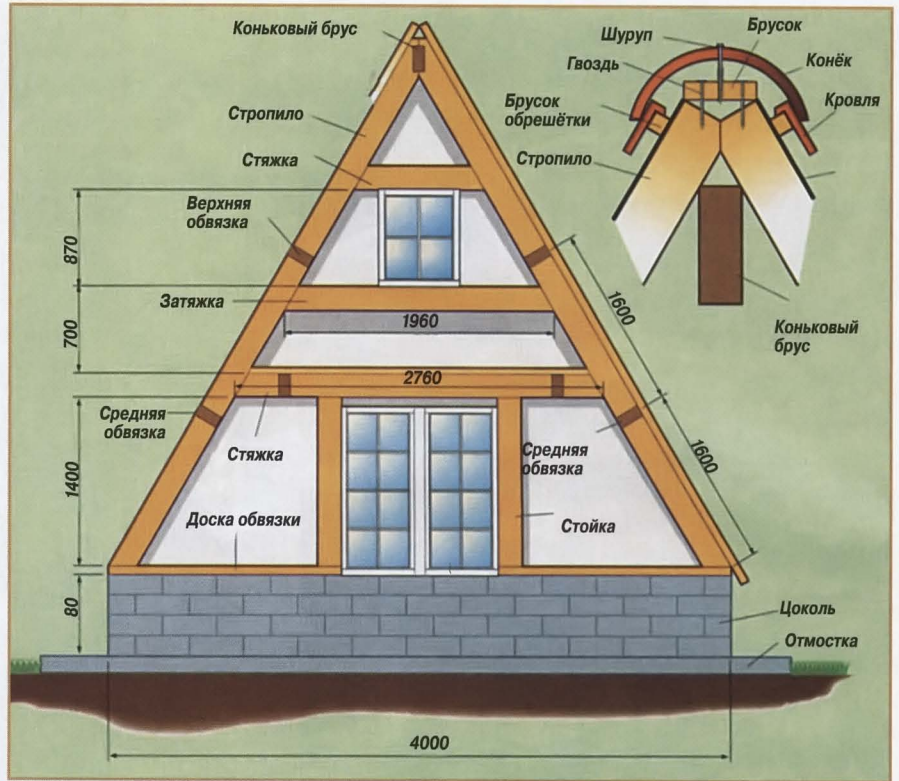 Коньковый брус
Стропило
Стяжка
Верхняя
обвязка
870
Затяжка
700
1960
2760
1600
Средняя
обвязка
Стяжка
1400
Средняя
обвязка
1600
Доска обвязки
Стойка
80
Цоколь
Отмостка
4000
Шуруп
Брусок
Гвоздь
Конёк
Брусок
обрешётки
Кровля
Стропило
Коньковый
брус